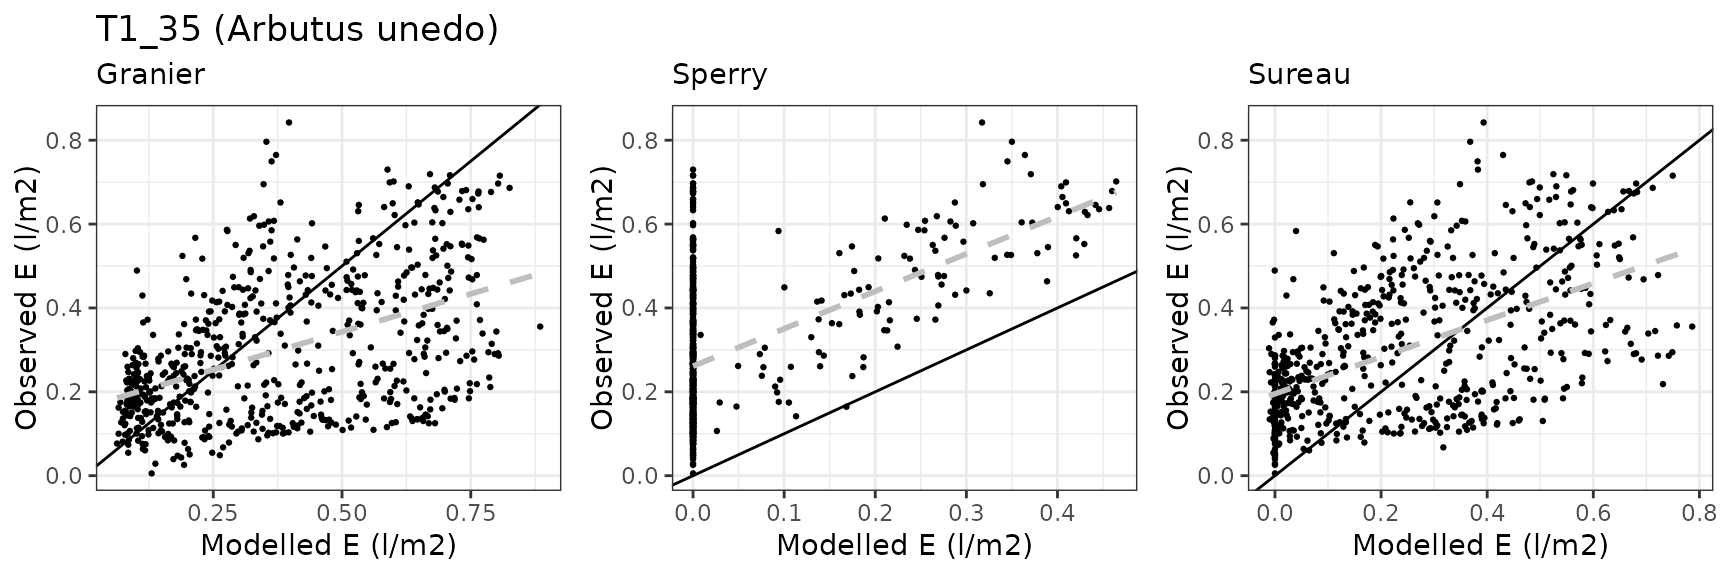 T1_35 (Arbutus unedo)
Granier
Sperry
Sureau
Observed E (l/m2)
0.8
0.6
0.4
0.2
0.0
0.25 0.50 0.75
Modelled E (l/m2)
Observed E (l/m2)
0.8
0.6
0.4
0.2
0.0
0.0 0.1 0.2 0.3 0.4
Modelled E (l/m2)
Observed E (l/m2)
0.8
0.6
0.4
0.2
0.0
0.0 0.2 0.4 0.6 0.8
Modelled E (l/m2)